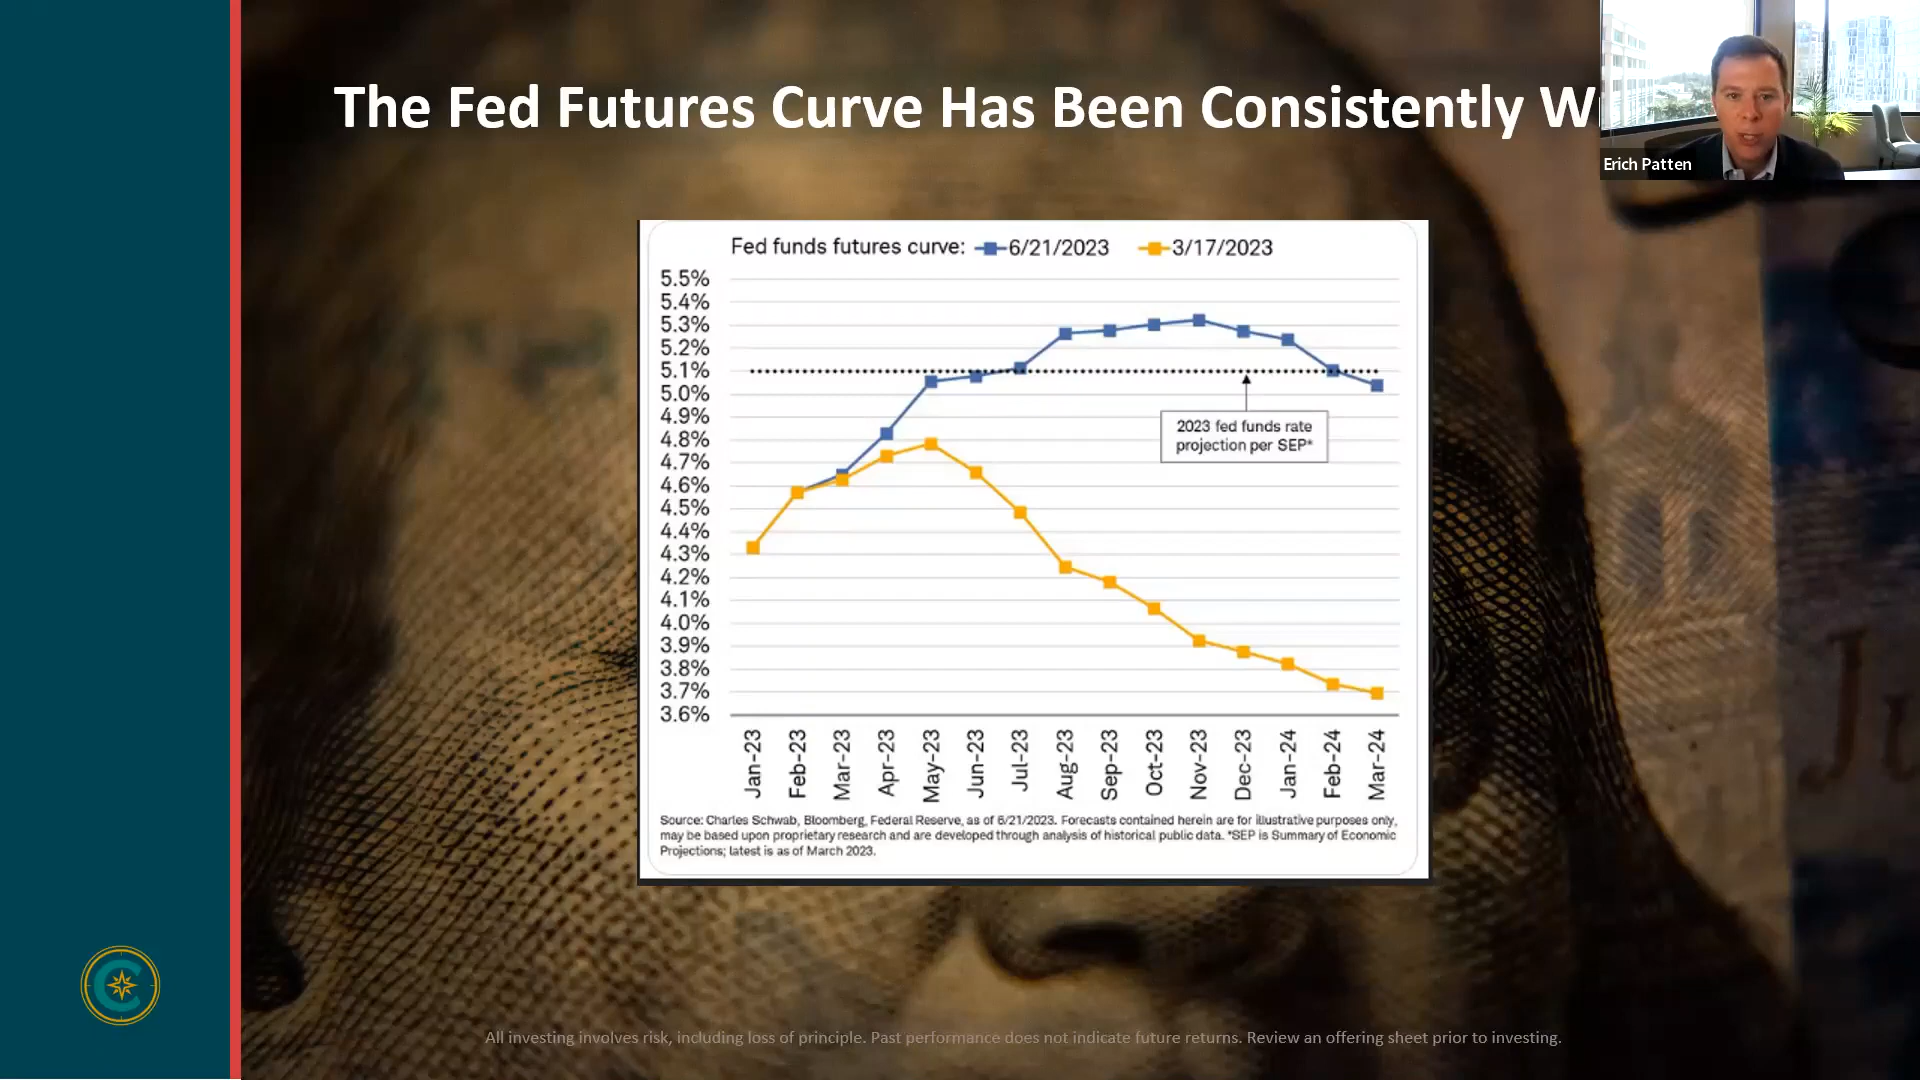 The Fed Futures Curve Has Been Consistently
Erich Patten
Fed funds futures curve: 6/21/2023 3/17/2023
5.5%
5.4%
5.3%
5.2%
5.1%
5.0%
4.9%
4.8%
4.7%
4.6%
4.5%
4.4%
4.3%
4.2%
4.1%
4.0%
3.9%
3.8%
3.7%
3.6%
2023 fed funds rate
projection per SEP*
Jan-23 Feb-23 Mar-23 Apr-23 May-23 Jun-23 Jul-23 Aug-23 Sep-23 Oct-23 Nov-23 Dec-23 Jan-24 Feb-24 Mar-24
Source: Charles Schwab, Bloomberg, Federal Reserve, as of 6/21/2023. Forecasts contained herein are for illustrative purposes only,
may be based upon proprietary research and are developed through analysis of historical public data. *SEP is Summary of Economic
Projections; latest is as of March 2023.
All investing involves risk, including loss of principle. Past performance does not indicate future returns. Review an offering sheet prior to investing.